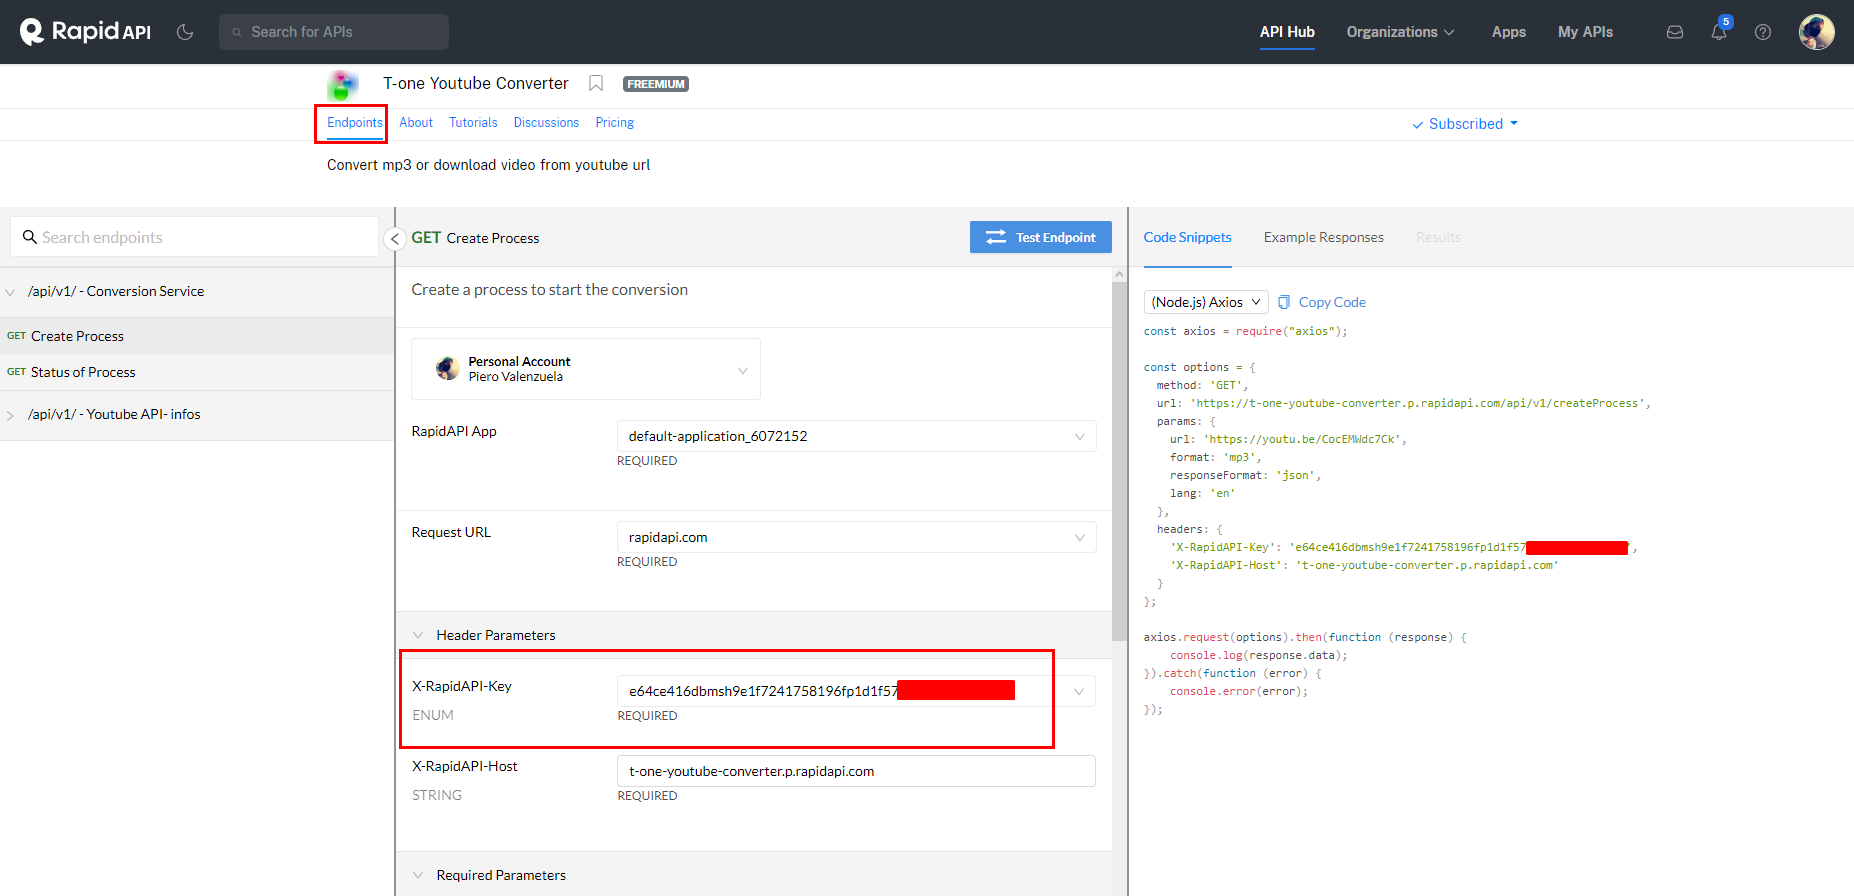 Rapid API
Search for APIs
API Hub
Organizations
Apps
My APIs
5
T-one Youtube Converter
FREEMIUM
Endpoints
About
Tutorials
Discussions
Pricing
Subscribed
Convert mp3 or download video from youtube url
Search endpoints
/api/v1/ - Conversion Service
GET Create Process
GET Status of Process
/api/v1/ - Youtube API- infos
GET Create Process
Test Endpoint
Create a process to start the conversion
Personal Account
Piero Valenzuela
RapidAPI App
default-application_6072152
REQUIRED
Request URL
rapidapi.com
REQUIRED
Header Parameters
X-RapidAPI-Key
e64ce416dbmsh9e1f7241758196fp1d1f57
ENUM
REQUIRED
X-RapidAPI-Host
t-one-youtube-converter.p.rapidapi.com
STRING
REQUIRED
Required Parameters
Code Snippets
Example Responses
Results
(Node.js) Axios
Copy Code
const axios = require("axios");
const options = {
method: 'GET',
url: 'https://t-one-youtube-converter.p.rapidapi.com/api/v1/createProcess',
params: {
url: 'https://youtu.be/CocEMWdc7Ck',
format: 'mp3',
responseFormat: 'json',
lang: 'en'
},
headers: {
'X-RapidAPI-Key': 'e64ce416dbmsh9e1f7241758196fp1d1f57 ',
'X-RapidAPI-Host': 't-one-youtube-converter.p.rapidapi.com'
}
};
axios.request(options).then(function (response) {
console.log(response.data);
}).catch(function (error) {
console.error(error);
});